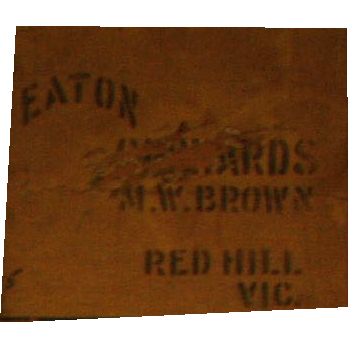 EATON
M.W.BROWN
RED HILL
VIC.